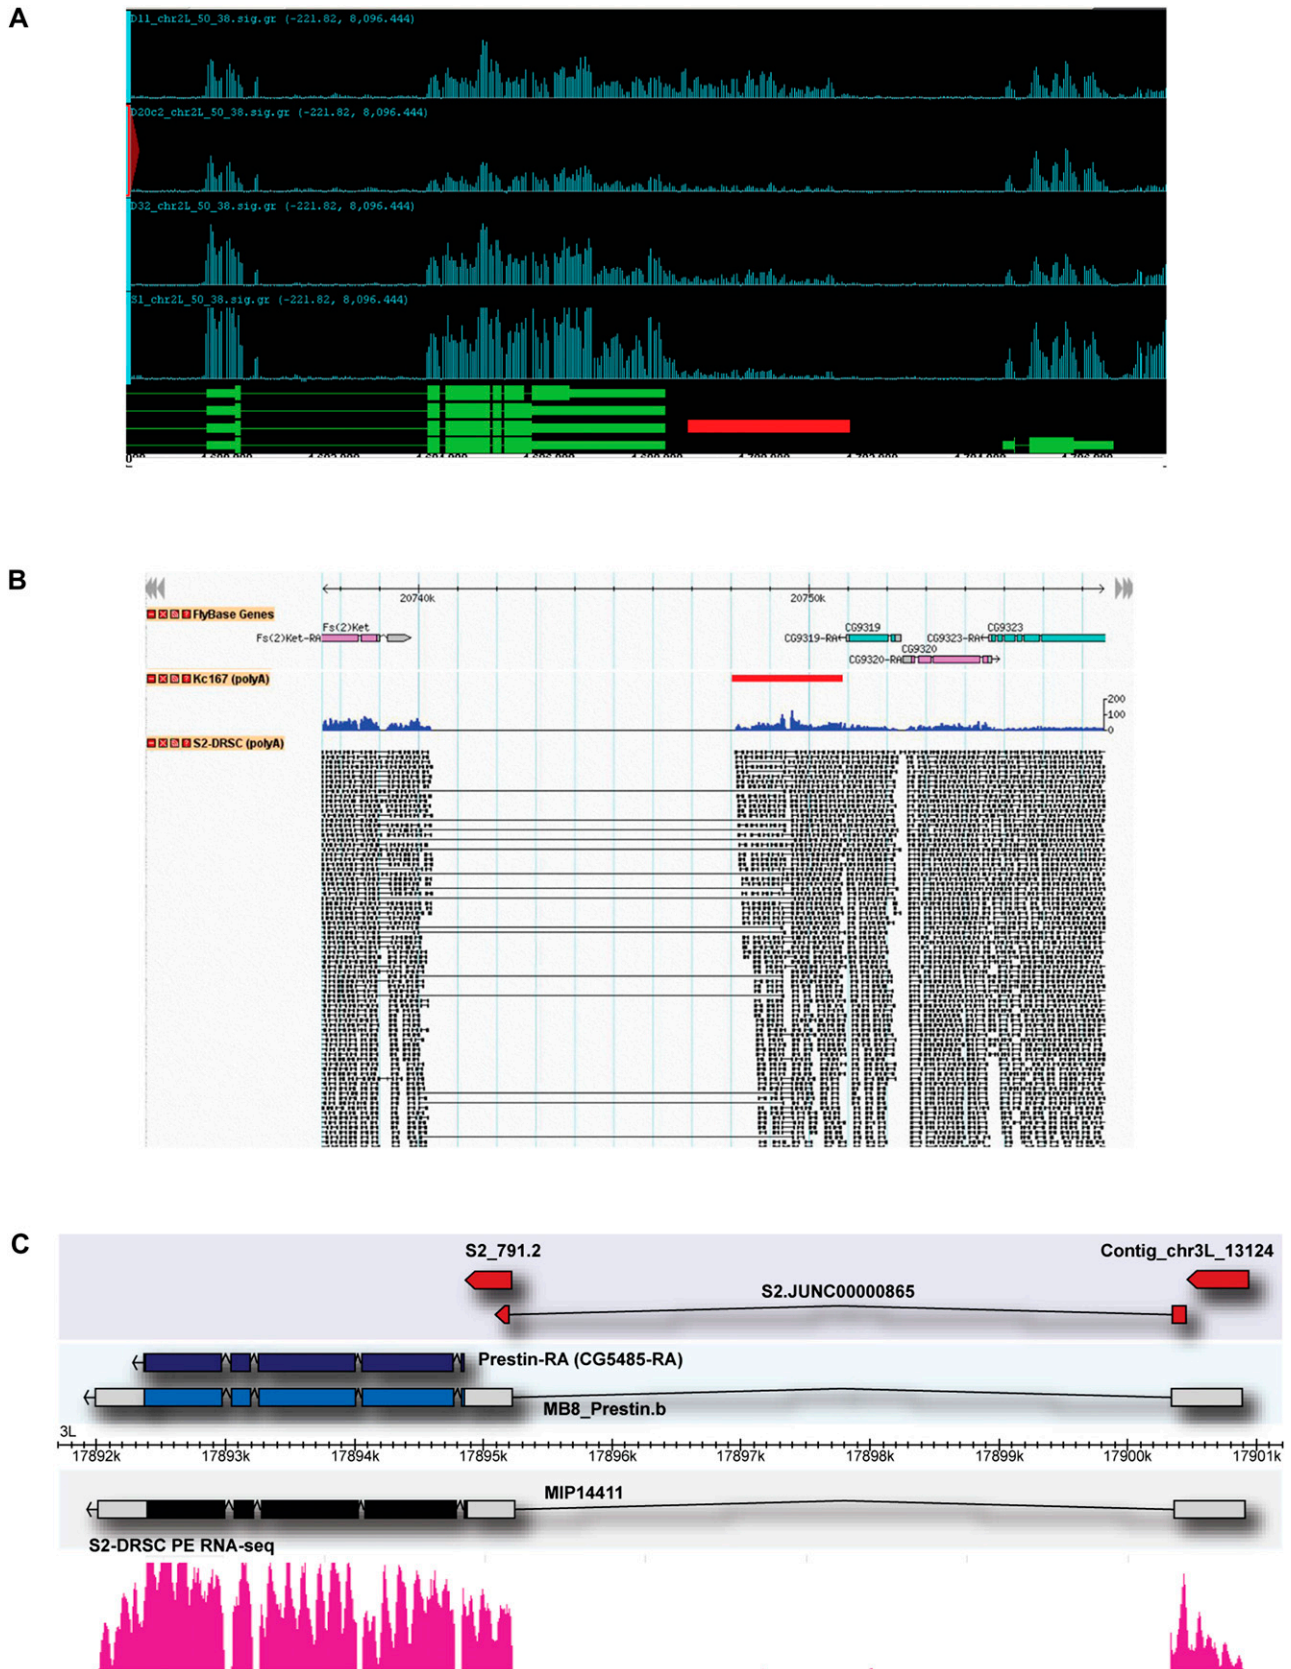 A
D11_chr2L_50_38.sig.gr (-221.82, 8,096.444)
D20c2_chr2L_50_38.sig.gr (-221.82, 8,096.444)
D32_chr2L_50_38.sig.gr (-221.82, 8,096.444)
S1_chr2L_50_38.sig.gr (-221.82, 8,096.444)
B
20740k 20750k
FlyBase Genes
Fs(2)Ket CG9319 CG9323
Fs(2)Ket-RA CG9319-RA CG9323-RA
CG9320
CG9320-RA
Kc167 (polyA)
200
100
0
S2-DRSC (polyA)
C
S2_791.2 Contig_chr3L_13124
S2.JUNC00000865
Prestin-RA (CG5485-RA)
MB8_Prestin.b
3L
17892k 17893k 17894k 17895k 17896k 17897k 17898k 17899k 17900k 17901k
MIP14411
S2-DRSC PE RNA-seq